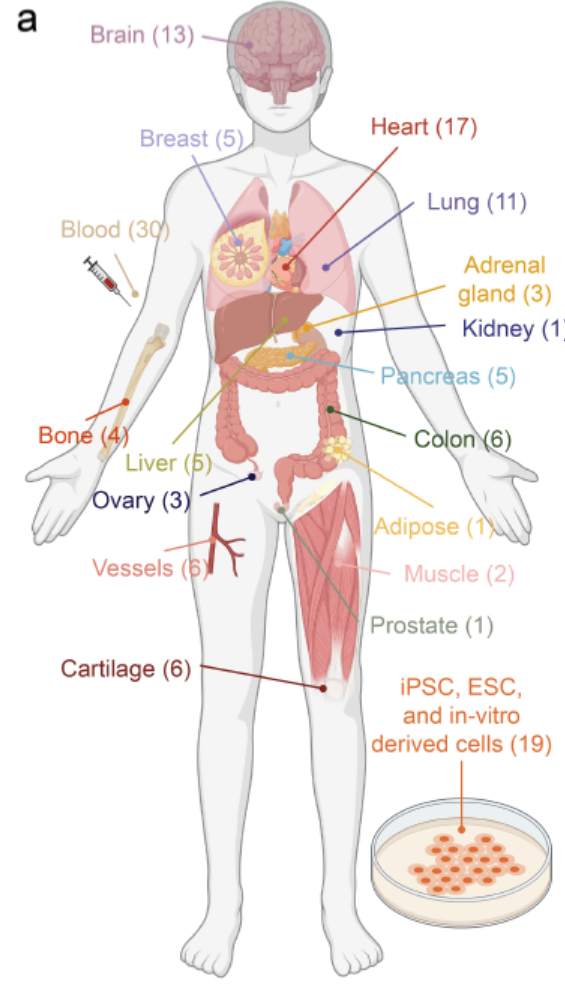 a
Brain (13)
Heart (17)
Breast (5)
Lung (11)
Blood (30)
Adrenal
gland (3)
Kidney (1)
Pancreas (5)
Bone (4)
Colon (6)
Liver (5)
Ovary (3)
Adipose (1)
Vessels (6)
Muscle (2)
Prostate (1)
Cartilage (6)
iPSC, ESC,
and in-vitro
derived cells (19)